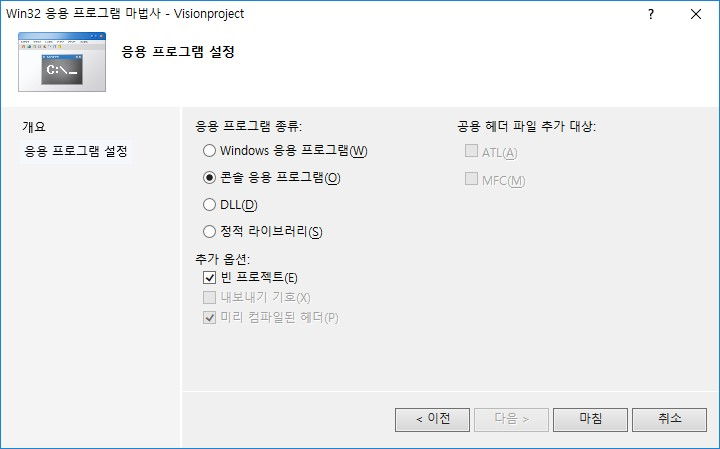 Win32 응용 프로그램 마법사 - Visionproject
?
C:\_
응용 프로그램 설정
개요
응용 프로그램 설정
응용 프로그램 종류:
Windows 응용 프로그램(W)
콘솔 응용 프로그램(O)
DLL(D)
정적 라이브러리(S)
추가 옵션:
빈 프로젝트(E)
내보내기 기호(X)
미리 컴파일된 헤더(P)
공용 헤더 파일 추가 대상:
ATL(A)
MFC(M)
< 이전
다음 >
마침
취소